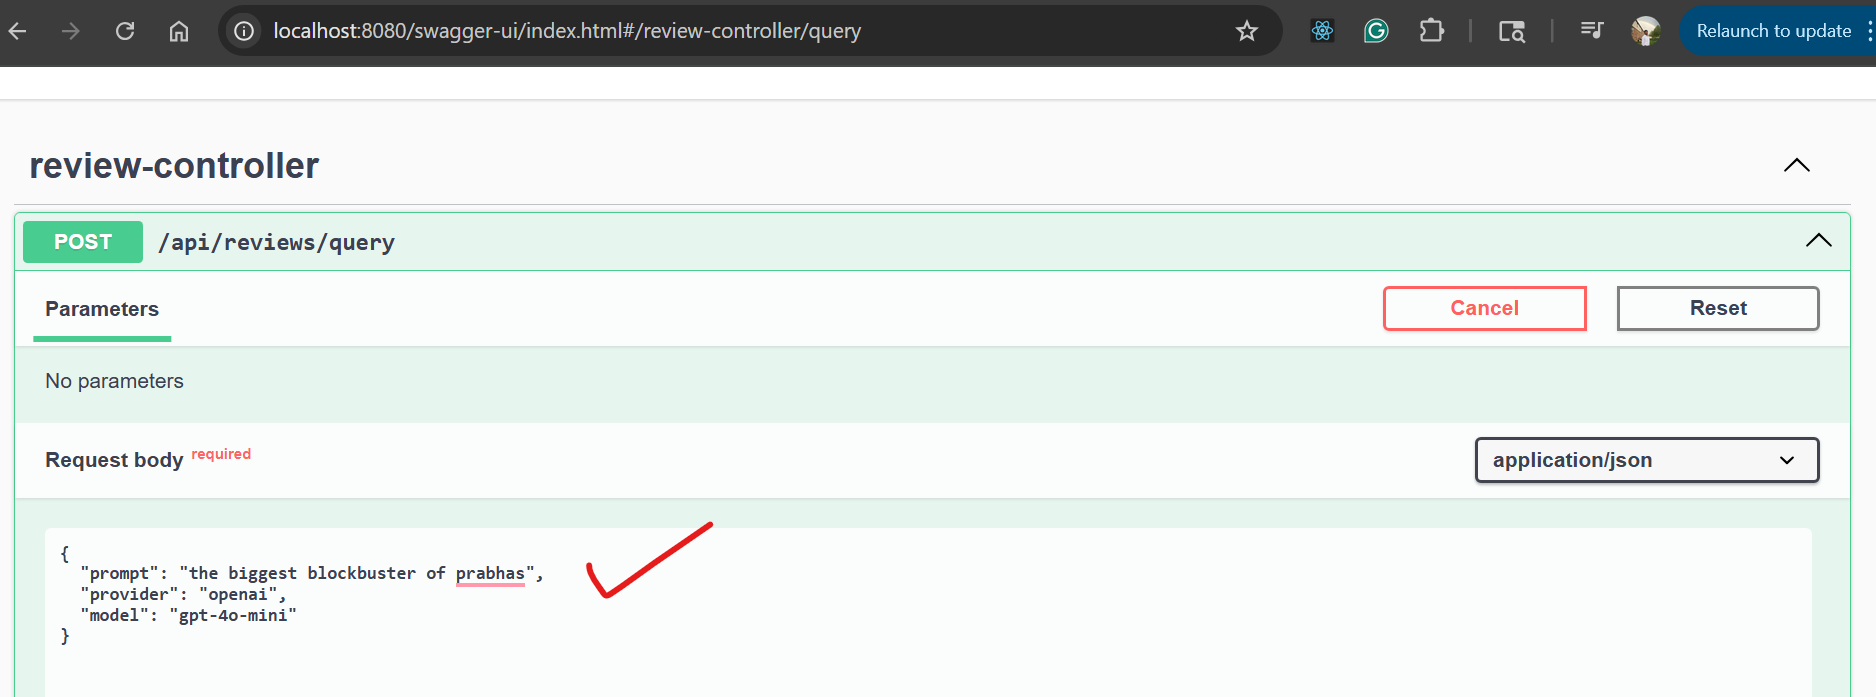 localhost:8080/swagger-ui/index.html#/review-controller/query
Relaunch to update
review-controller
POST /api/reviews/query
Parameters
Cancel
Reset
No parameters
Request body required
application/json
{
"prompt": "the biggest blockbuster of prabhas",
"provider": "openai",
"model": "gpt-4o-mini"
}